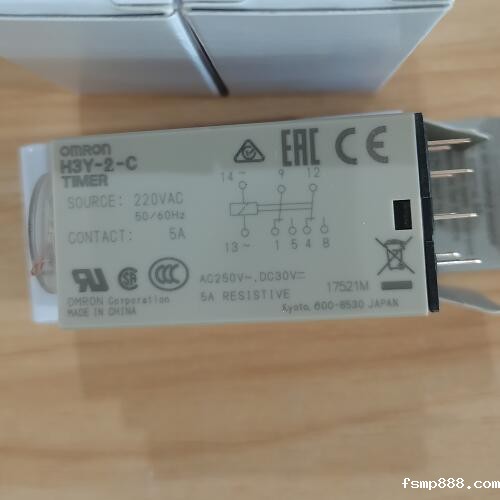 OMRON
H3Y-2-C
TIMER
SOURCE: 220VAC
50/60Hz
CONTACT: 5A
EAC CE
14~ 9 12
13~ 1 5 4 8
AC250V~, DC30V⎓
5A RESISTIVE
17521M
OMRON Corporation
MADE IN CHINA
Kyoto, 600-8530 JAPAN
fsmp888.com